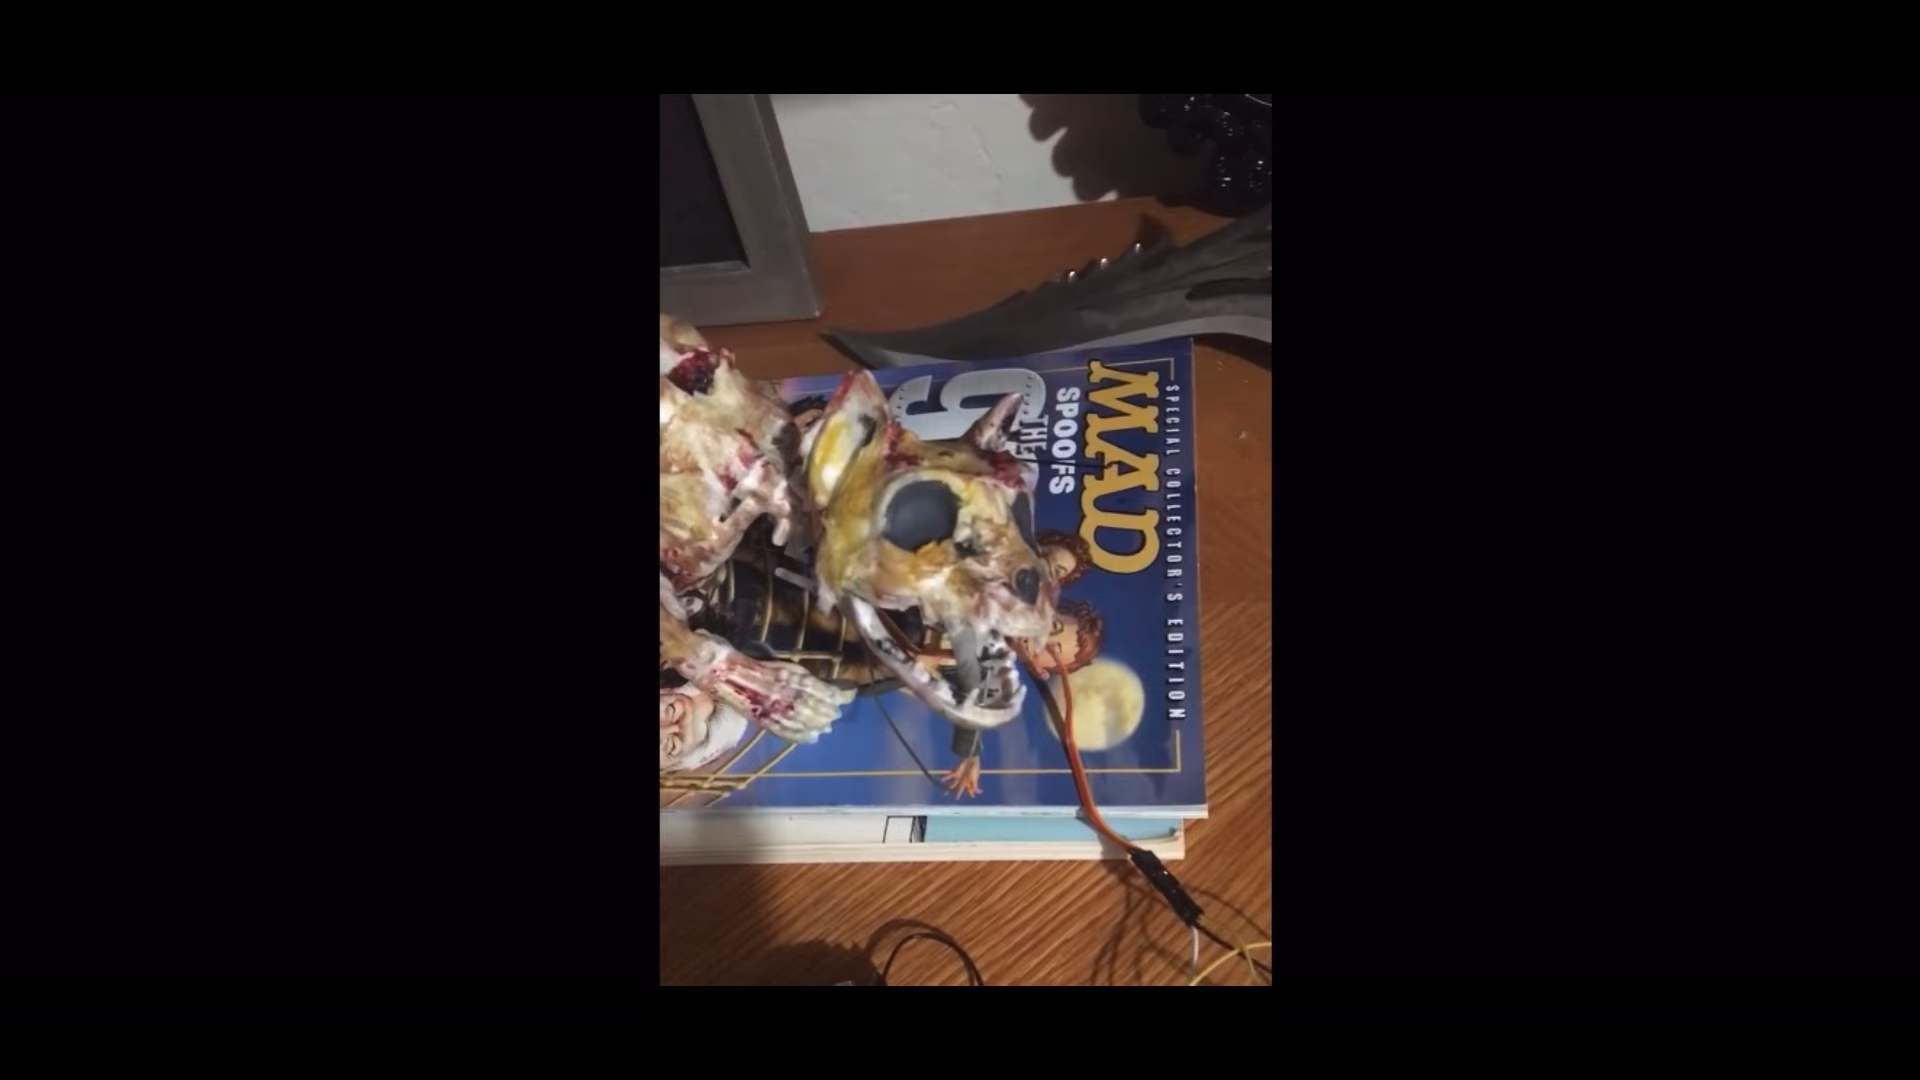 SPECIAL COLLECTOR'S EDITION
MAD
SPOOFS
THE